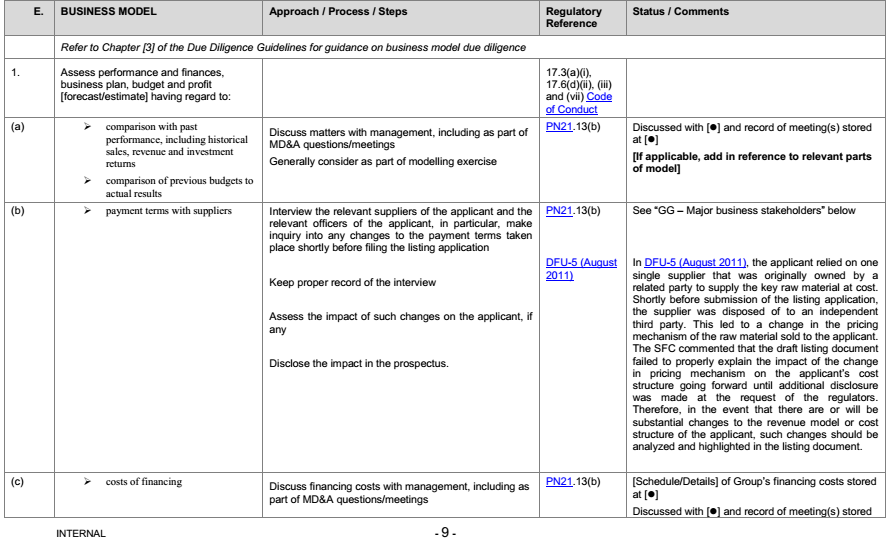 E. BUSINESS MODEL Approach / Process / Steps Regulatory Reference Status / Comments
Refer to Chapter [3] of the Due Diligence Guidelines for guidance on business model due diligence
1. Assess performance and finances,
business plan, budget and profit
[forecast/estimate] having regard to:
17.3(a)(i),
17.6(d)(ii), (iii)
and (vii) Code
of Conduct
(a) ➢ comparison with past
performance, including historical
sales, revenue and investment
returns
➢ comparison of previous budgets to
actual results
Discuss matters with management, including as part of
MD&A questions/meetings
Generally consider as part of modelling exercise
PN21.13(b)
Discussed with [●] and record of meeting(s) stored
at [●]
[If applicable, add in reference to relevant parts
of model]
(b) ➢ payment terms with suppliers
Interview the relevant suppliers of the applicant and the
relevant officers of the applicant, in particular, make
inquiry into any changes to the payment terms taken
place shortly before filing the listing application
Keep proper record of the interview
Assess the impact of such changes on the applicant, if
any
Disclose the impact in the prospectus.
PN21.13(b)
DFU-5 (August
2011)
See “GG – Major business stakeholders” below
In DFU-5 (August 2011), the applicant relied on one
single supplier that was originally owned by a
related party to supply the key raw material at cost.
Shortly before submission of the listing application,
the supplier was disposed of to an independent
third party. This led to a change in the pricing
mechanism of the raw material sold to the applicant.
The SFC commented that the draft listing document
failed to properly explain the impact of the change
in pricing mechanism on the applicant's cost
structure going forward until additional disclosure
was made at the request of the regulators.
Therefore, in the event that there are or will be
substantial changes to the revenue model or cost
structure of the applicant, such changes should be
analyzed and highlighted in the listing document.
(c) ➢ costs of financing
Discuss financing costs with management, including as
part of MD&A questions/meetings
PN21.13(b)
[Schedule/Details] of Group's financing costs stored
at [●]
Discussed with [●] and record of meeting(s) stored
INTERNAL
- 9 -